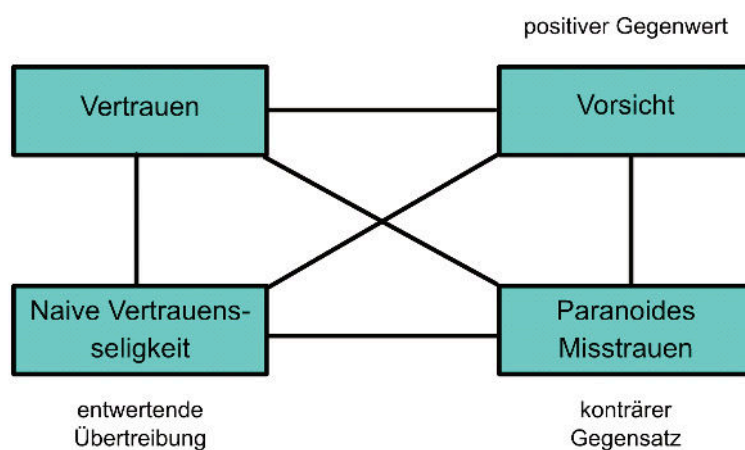 positiver Gegenwert
Vertrauen
Vorsicht
Naive Vertrauens-
seligkeit
Paranoides
Misstrauen
entwertende
Übertreibung
konträrer
Gegensatz